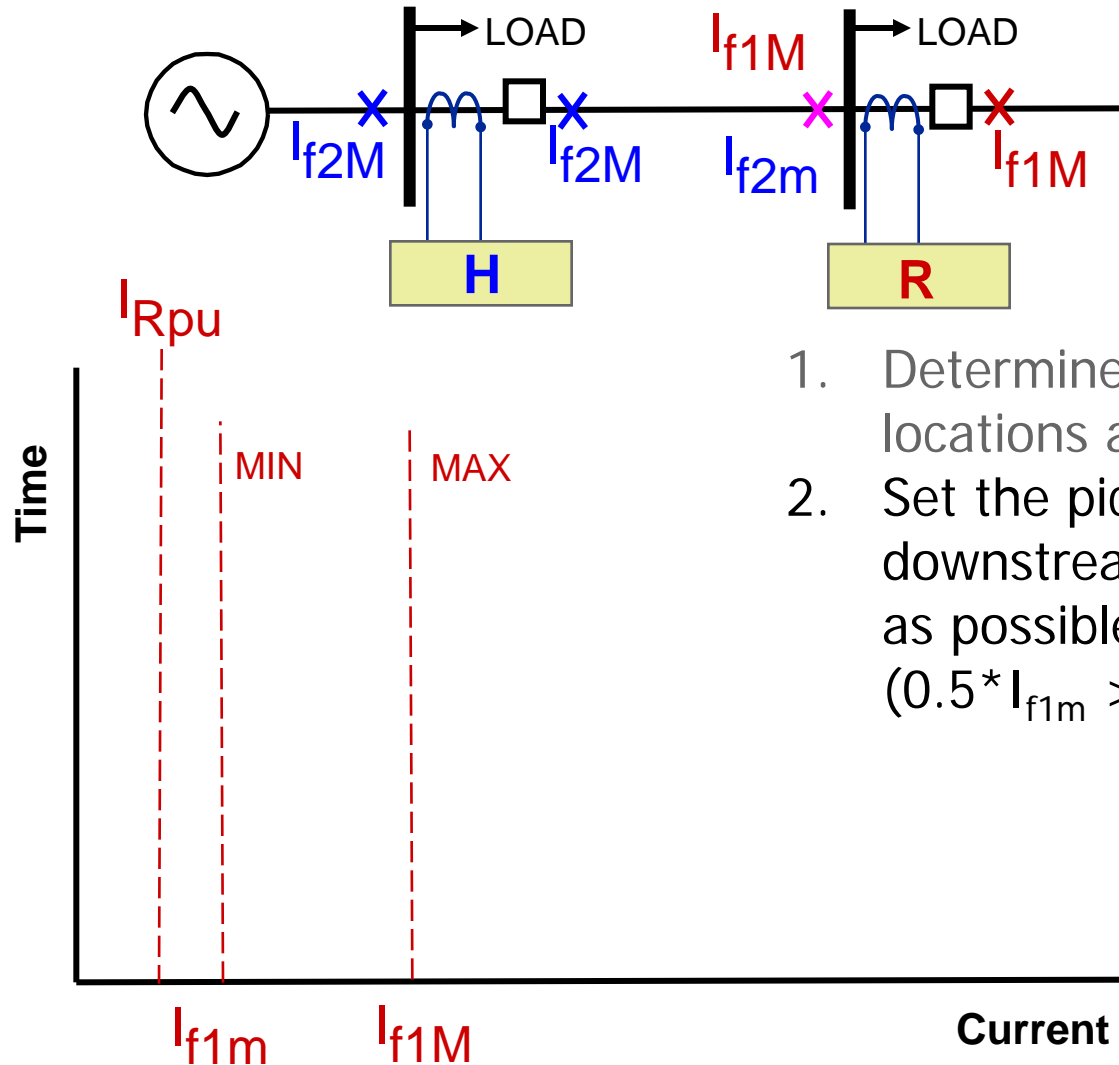 LOAD
LOAD
If1M
If2M
If2M
If2m
If1M
H
R
IRpu
1. Determine
locations a
2. Set the pic
downstrea
as possible
(0.5*If1m >
MIN
MAX
Time
If1m
If1M
Current